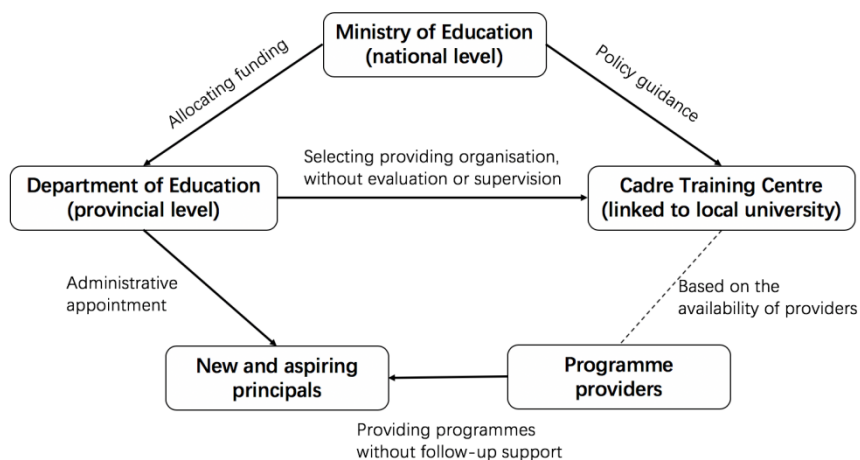 Ministry of Education
(national level)
Allocating funding
Policy guidance
Selecting providing organisation,
without evaluation or supervision
Department of Education
(provincial level)
Cadre Training Centre
(linked to local university)
Administrative
appointment
Based on the
availability of providers
New and aspiring
principals
Programme
providers
Providing programmes
without follow-up support